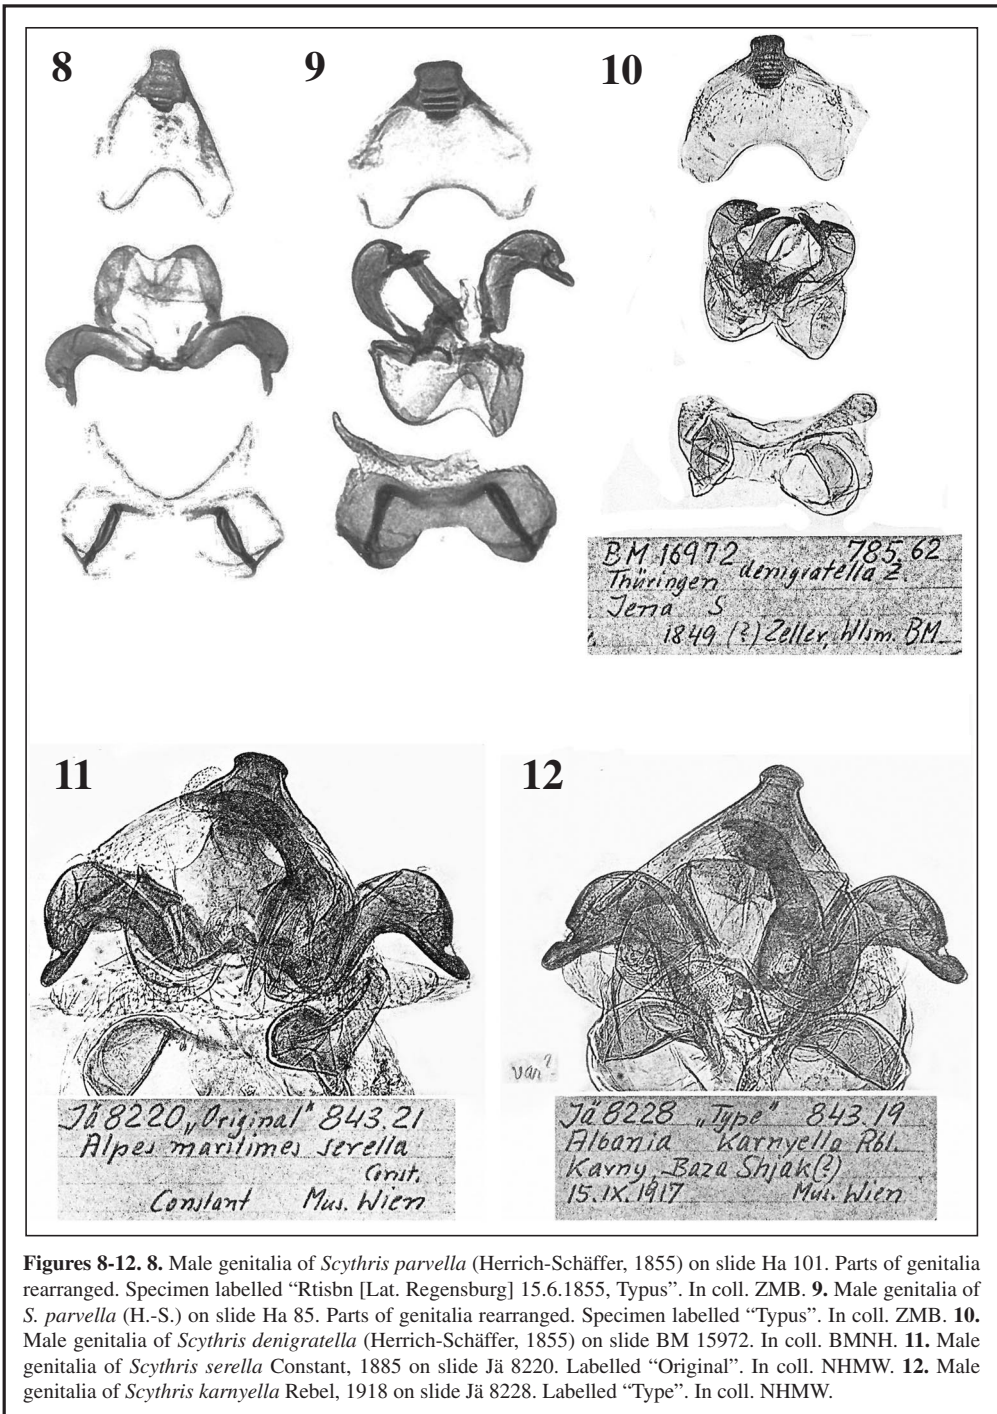 8
9
10
BM 16972 785.62
Thüringen denigratella Z.
Jena S
1849 (?) Zeller, Wlsm. BM
11
12
van?
Jä 8220 „Original" 843.21
Alpes maritimes serella
Const.
Constant Mus. Wien
Jä 8228 „Type" 843.19
Albania Karnyella Rbl.
Karny, Baza Shjak (?)
15.IX.1917 Mus. Wien
Figures 8-12. 8. Male genitalia of Scythris parvella (Herrich-Schäffer, 1855) on slide Ha 101. Parts of genitalia
rearranged. Specimen labelled “Rtisbn [Lat. Regensburg] 15.6.1855, Typus”. In coll. ZMB. 9. Male genitalia of
S. parvella (H.-S.) on slide Ha 85. Parts of genitalia rearranged. Specimen labelled “Typus”. In coll. ZMB. 10.
Male genitalia of Scythris denigratella (Herrich-Schäffer, 1855) on slide BM 15972. In coll. BMNH. 11. Male
genitalia of Scythris serella Constant, 1885 on slide Jä 8220. Labelled “Original”. In coll. NHMW. 12. Male
genitalia of Scythris karnyella Rebel, 1918 on slide Jä 8228. Labelled “Type”. In coll. NHMW.